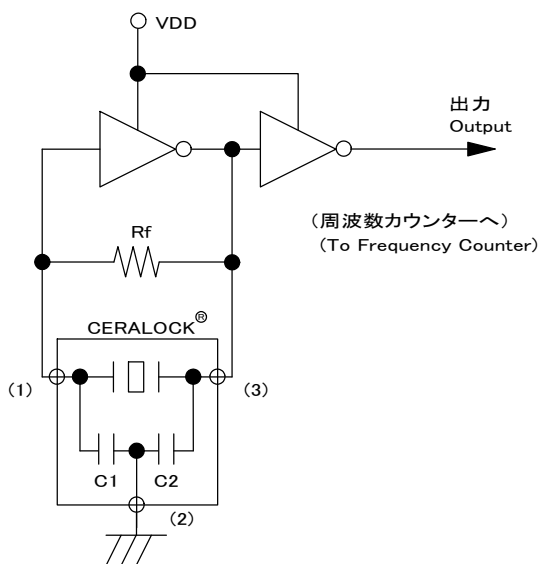 VDD
出力
Output
(周波数カウンターへ)
(To Frequency Counter)
Rf
CERALOCK®
(1)
(3)
C1
C2
(2)